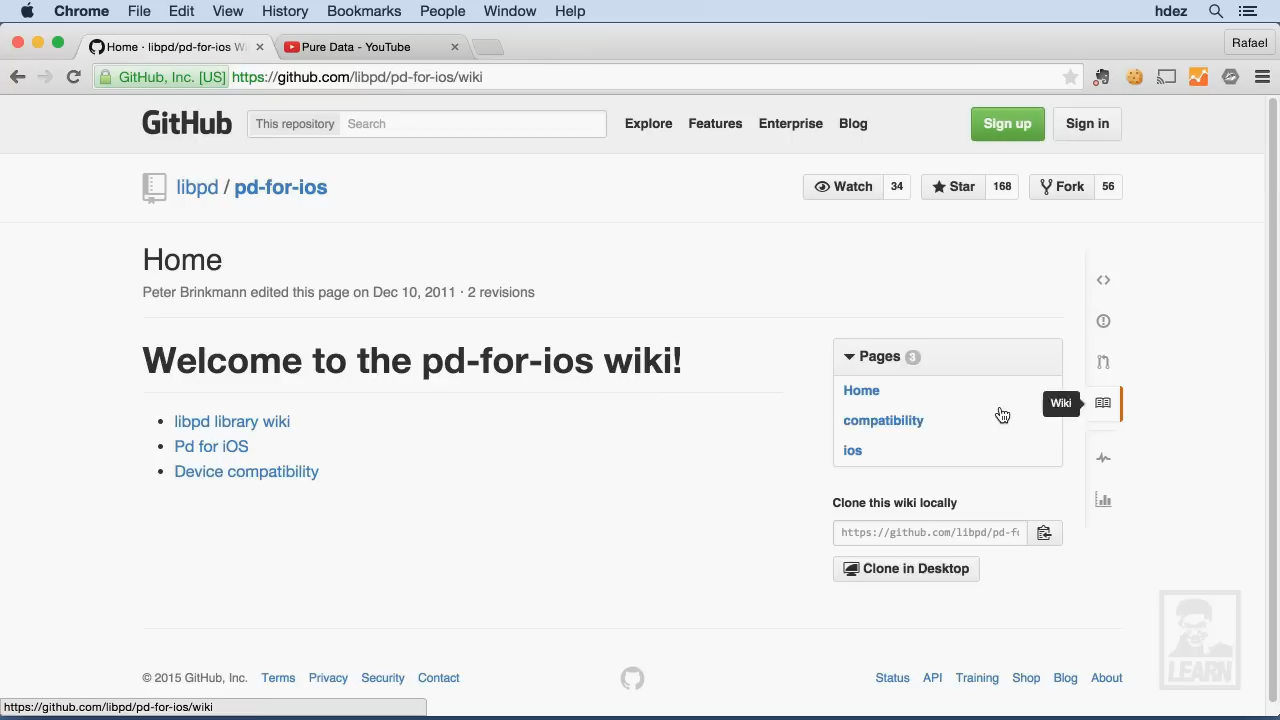 Chrome File Edit View History Bookmarks People Window Help hdez
Home · libpd/pd-for-ios Wi
Pure Data - YouTube
Rafael
GitHub, Inc. [US] https://github.com/libpd/pd-for-ios/wiki
GitHub This repository Search Explore Features Enterprise Blog Sign up Sign in
libpd / pd-for-ios
Watch 34 Star 168 Fork 56
Home
Peter Brinkmann edited this page on Dec 10, 2011 · 2 revisions
Welcome to the pd-for-ios wiki!
• libpd library wiki
• Pd for iOS
• Device compatibility
Pages 3
Home
compatibility
ios
Wiki
Clone this wiki locally
https://github.com/libpd/pd-fo
Clone in Desktop
© 2015 GitHub, Inc. Terms Privacy Security Contact
Status API Training Shop Blog About
LEARN
https://github.com/libpd/pd-for-ios/wiki